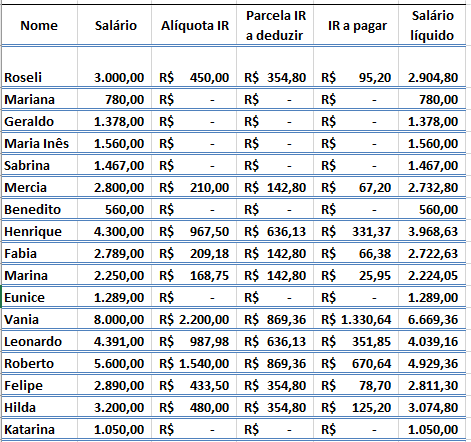 Nome Salário Alíquota IR Parcela IR a deduzir IR a pagar Salário líquido
Roseli 3.000,00 R$ 450,00 R$ 354,80 R$ 95,20 2.904,80
Mariana 780,00 R$ - R$ - R$ - 780,00
Geraldo 1.378,00 R$ - R$ - R$ - 1.378,00
Maria Inês 1.560,00 R$ - R$ - R$ - 1.560,00
Sabrina 1.467,00 R$ - R$ - R$ - 1.467,00
Mercia 2.800,00 R$ 210,00 R$ 142,80 R$ 67,20 2.732,80
Benedito 560,00 R$ - R$ - R$ - 560,00
Henrique 4.300,00 R$ 967,50 R$ 636,13 R$ 331,37 3.968,63
Fabia 2.789,00 R$ 209,18 R$ 142,80 R$ 66,38 2.722,63
Marina 2.250,00 R$ 168,75 R$ 142,80 R$ 25,95 2.224,05
Eunice 1.289,00 R$ - R$ - R$ - 1.289,00
Vania 8.000,00 R$ 2.200,00 R$ 869,36 R$ 1.330,64 6.669,36
Leonardo 4.391,00 R$ 987,98 R$ 636,13 R$ 351,85 4.039,16
Roberto 5.600,00 R$ 1.540,00 R$ 869,36 R$ 670,64 4.929,36
Felipe 2.890,00 R$ 433,50 R$ 354,80 R$ 78,70 2.811,30
Hilda 3.200,00 R$ 480,00 R$ 354,80 R$ 125,20 3.074,80
Katarina 1.050,00 R$ - R$ - R$ - 1.050,00